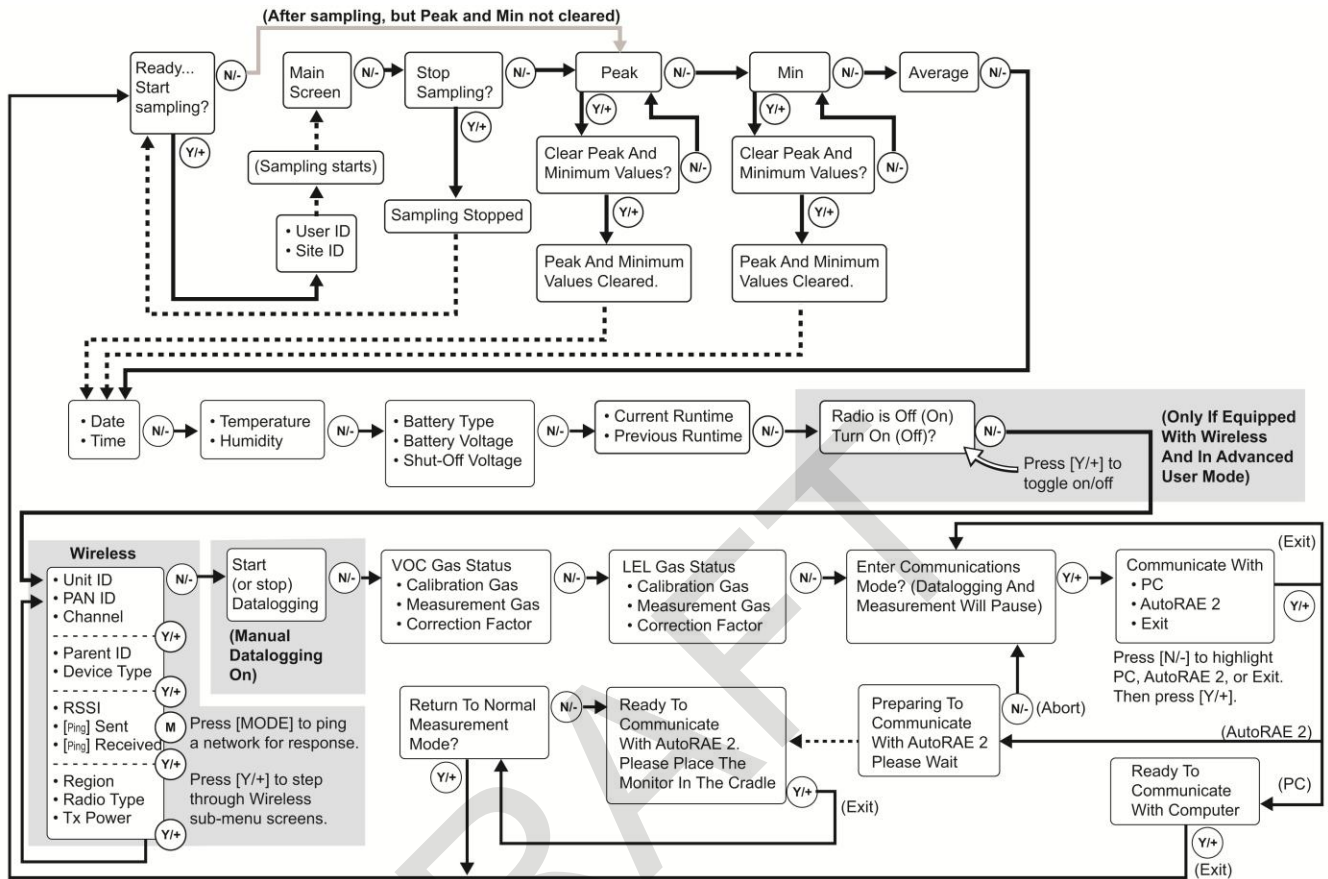 (After sampling, but Peak and Min not cleared)
Ready...
Start
sampling?
N/-
Y/+
Main
Screen
N/-
(Sampling starts)
• User ID
• Site ID
Stop
Sampling?
N/-
Y/+
Sampling Stopped
Peak
N/-
Y/+
Clear Peak And
Minimum Values?
N/-
Y/+
Peak And Minimum
Values Cleared.
Min
N/-
Y/+
Clear Peak And
Minimum Values?
N/-
Y/+
Peak And Minimum
Values Cleared.
Average
N/-
• Date
• Time
N/-
• Temperature
• Humidity
N/-
• Battery Type
• Battery Voltage
• Shut-Off Voltage
N/-
• Current Runtime
• Previous Runtime
N/-
Radio is Off (On)
Turn On (Off)?
N/-
Press [Y/+] to
toggle on/off
(Only If Equipped
With Wireless
And In Advanced
User Mode)
Wireless
• Unit ID
• PAN ID
• Channel
N/-
Y/+
• Parent ID
• Device Type
Y/+
• RSSI
• [Ping] Sent
• [Ping] Received
M
Y/+
• Region
• Radio Type
• Tx Power
Y/+
Press [MODE] to ping
a network for response.
Press [Y/+] to step
through Wireless
sub-menu screens.
Start
(or stop)
Datalogging
N/-
(Manual
Datalogging
On)
VOC Gas Status
• Calibration Gas
• Measurement Gas
• Correction Factor
N/-
LEL Gas Status
• Calibration Gas
• Measurement Gas
• Correction Factor
N/-
Enter Communications
Mode? (Datalogging And
Measurement Will Pause)
Y/+
Communicate With
• PC
• AutoRAE 2
• Exit
(Exit)
Y/+
Press [N/-] to highlight
PC, AutoRAE 2, or Exit.
Then press [Y/+].
Return To Normal
Measurement
Mode?
N/-
Y/+
Ready To
Communicate
With AutoRAE 2.
Please Place The
Monitor In The Cradle
Y/+
(Exit)
Preparing To
Communicate
With AutoRAE 2
Please Wait
N/-
(Abort)
(AutoRAE 2)
Ready To
Communicate
With Computer
(PC)
Y/+
(Exit)
RAFT